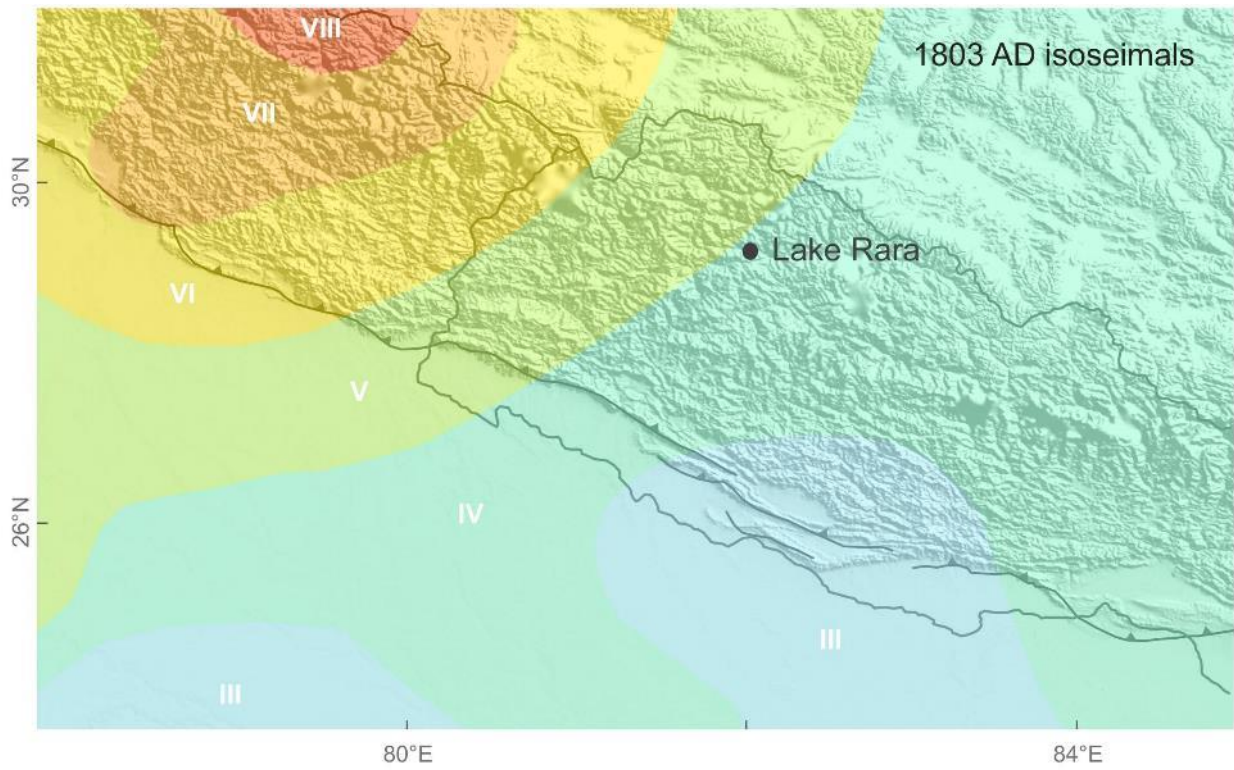 VIII
1803 AD isoseimals
VII
30°N
Lake Rara
VI
V
IV
26°N
III
III
80°E
84°E